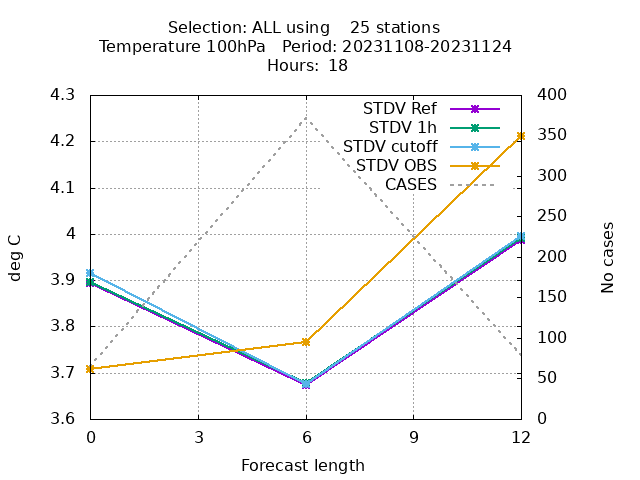 Selection: ALL using    25 stations
Temperature 100hPa   Period: 20231108-20231124
Hours:  18
4.3
4.2
4.1
4
3.9
3.8
3.7
3.6
deg C
STDV Ref
STDV 1h
STDV cutoff
STDV OBS
CASES
400
350
300
250
200
150
100
50
0
No cases
0
3
6
9
12
Forecast length